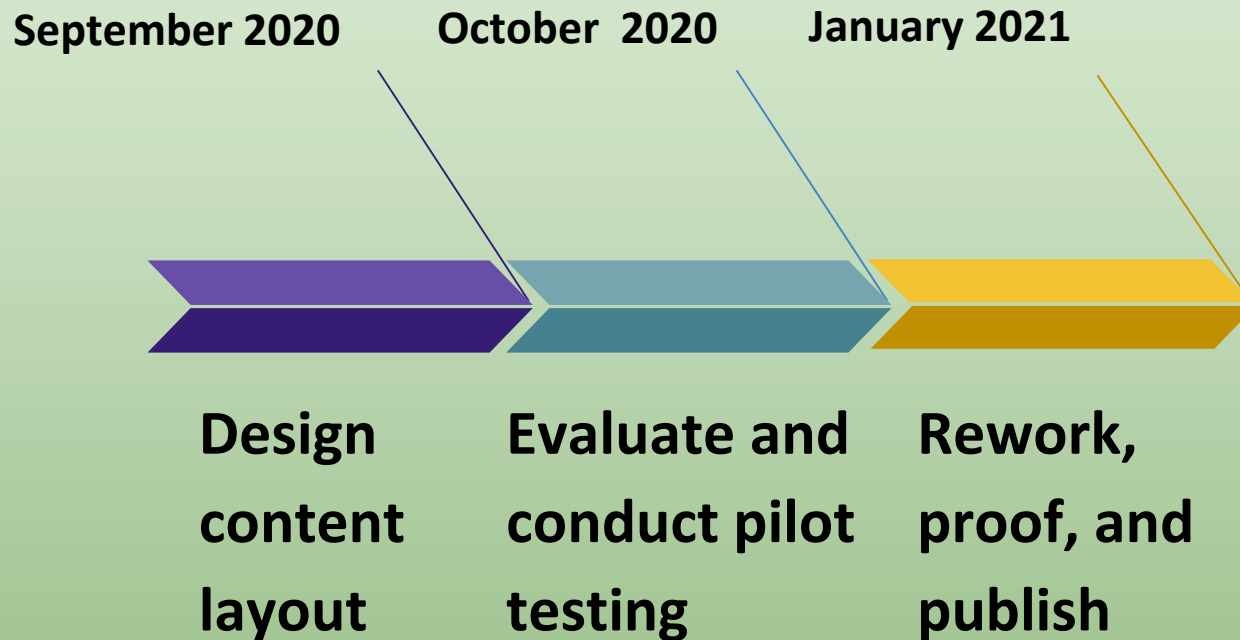 September 2020
October 2020
January 2021
Design
content
layout
Evaluate and
conduct pilot
testing
Rework,
proof, and
publish